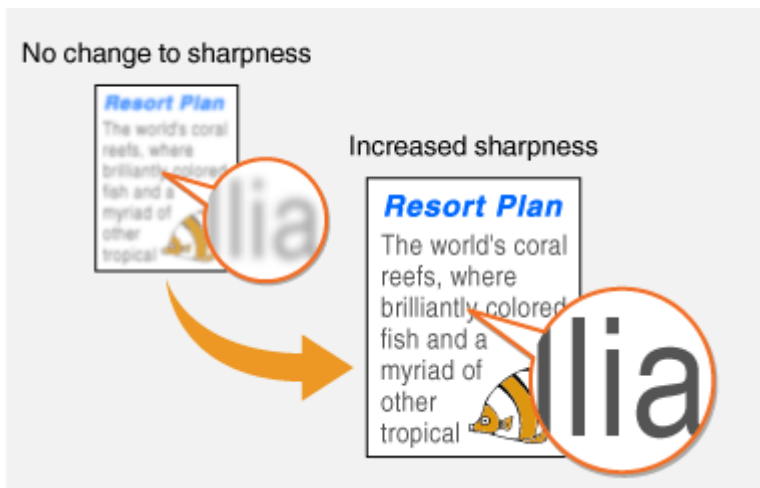 No change to sharpness
Resort Plan
The world's coral
reefs, where
brilliantly colored
fish and a
myriad of
other
tropical
llia
Increased sharpness
Resort Plan
The world's coral
reefs, where
brilliantly colored
fish and a
myriad of
other
tropical
llia